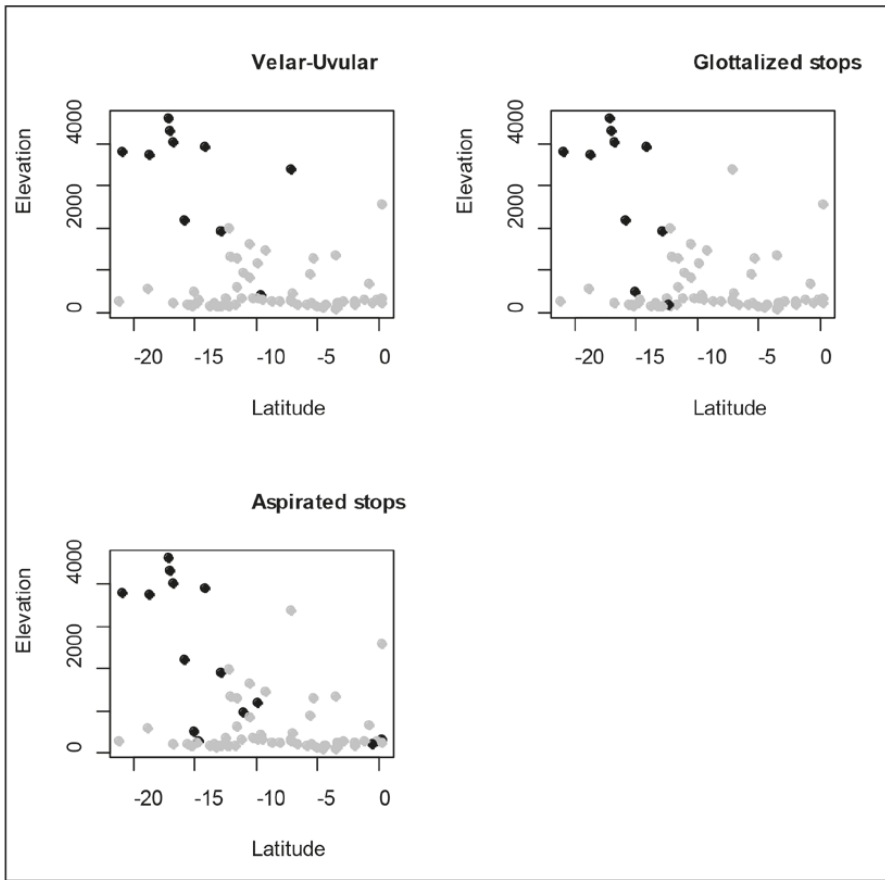 Velar-Uvular
Elevation
0 2000 4000
-20 -15 -10 -5 0
Latitude
Glottalized stops
Elevation
0 2000 4000
-20 -15 -10 -5 0
Latitude
Aspirated stops
Elevation
0 2000 4000
-20 -15 -10 -5 0
Latitude